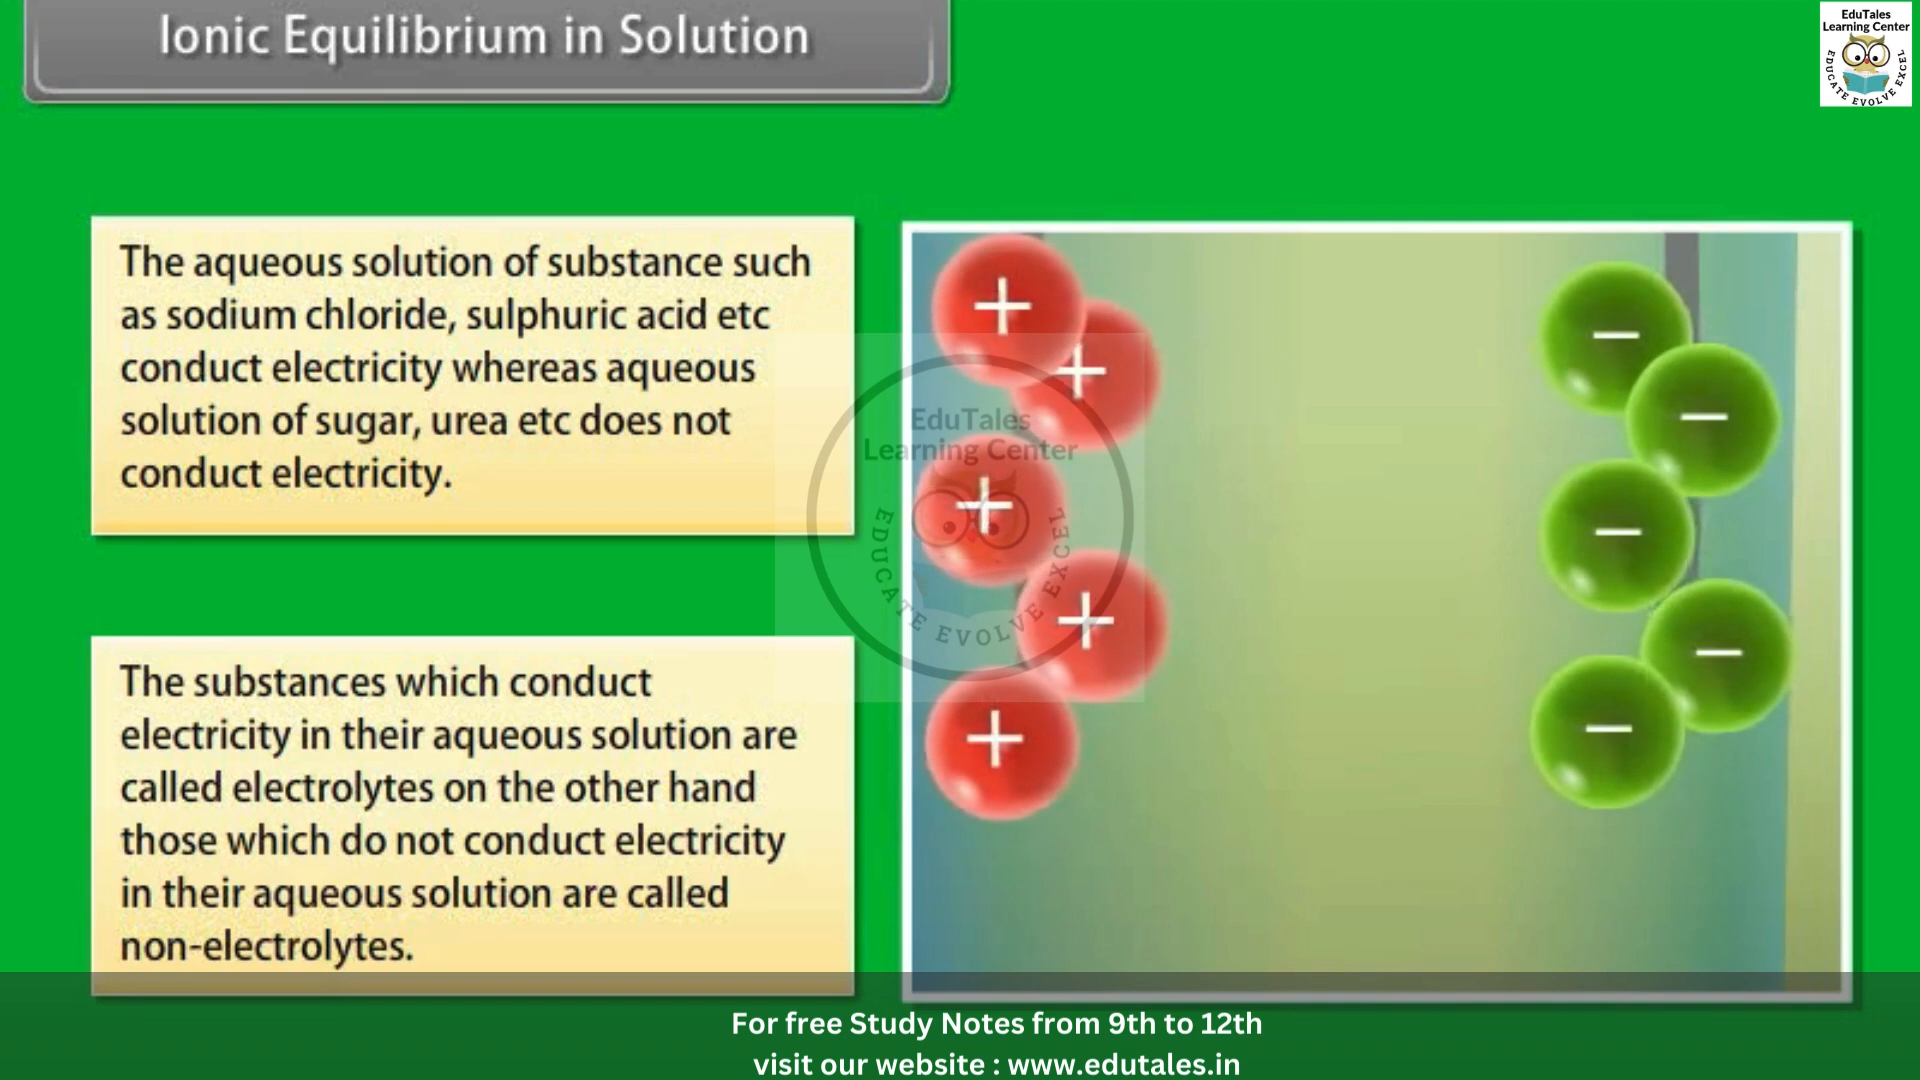 Ionic Equilibrium in Solution
EduTales
Learning Center
EDUCATE EVOLVE EXCEL
The aqueous solution of substance such
as sodium chloride, sulphuric acid etc
conduct electricity whereas aqueous
solution of sugar, urea etc does not
conduct electricity.
+
+
+
+
+
−
−
−
−
−
EduTales
Learning Center
EDUCATE EVOLVE EXCEL
The substances which conduct
electricity in their aqueous solution are
called electrolytes on the other hand
those which do not conduct electricity
in their aqueous solution are called
non-electrolytes.
For free Study Notes from 9th to 12th
visit our website : www.edutales.in